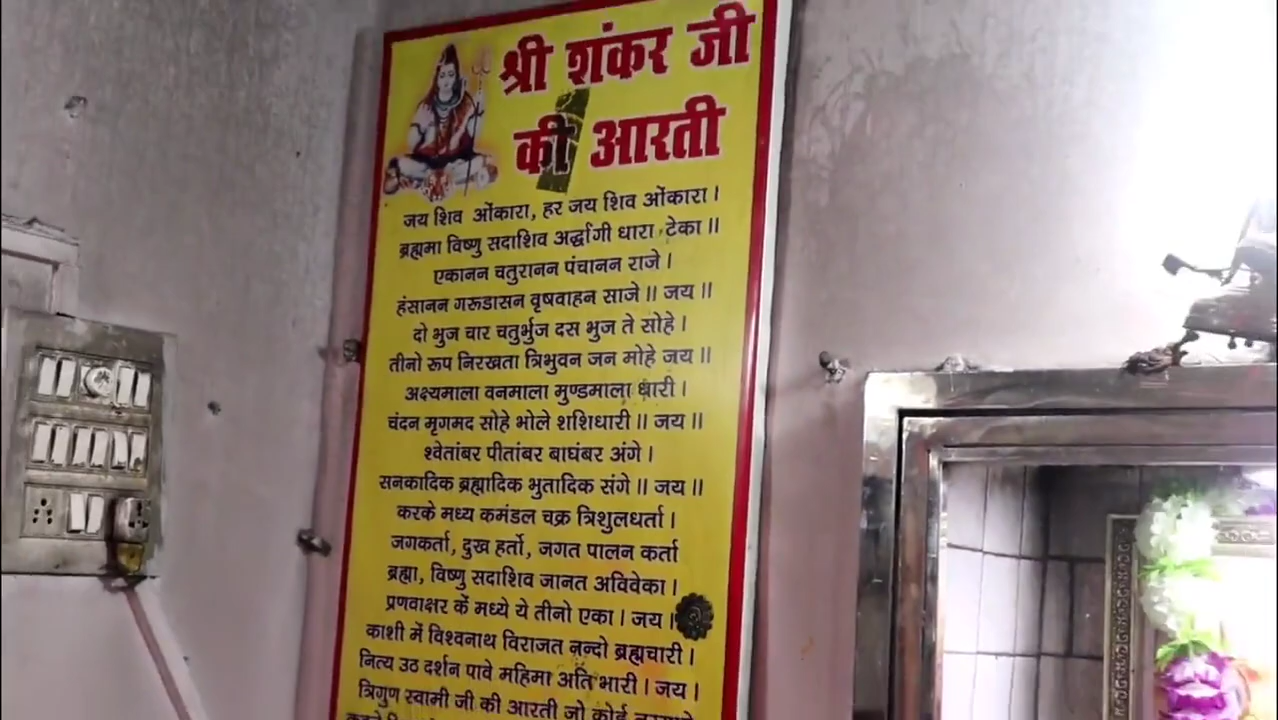 श्री शंकर जी
की आरती
जय शिव ओंकारा, हर जय शिव ओंकारा ।
ब्रह्ममा विष्णु सदाशिव अर्द्धागी धारा टेका ॥
एकानन चतुरानन पंचानन राजे ।
हंसानन गरूडासन वृषवाहन साजे ॥ जय ॥
दो भुज चार चतुर्भुज दस भुज ते सोहे ।
तीनो रूप निरखता त्रिभुवन जन मोहे जय ॥
अक्ष्यमाला वनमाला मुण्डमाला धारी ।
चंदन मृगमद सोहे भोले शशिधारी ॥ जय ॥
श्वेतांबर पीतांबर बाघंबर अंगे ।
सनकादिक ब्रह्मादिक भुतादिक संगे ॥ जय ॥
करके मध्य कमंडल चक्र त्रिशुलधर्ता ।
जगकर्ता, दुख हर्तो, जगत पालन कर्ता
ब्रह्मा, विष्णु सदाशिव जानत अविवेका ।
प्रणवाक्षर कें मध्ये ये तीनो एका । जय ।
काशी में विश्वनाथ विराजत नन्दो ब्रह्मचारी ।
नित्य उठ दर्शन पावे महिमा अति भारी । जय ।
त्रिगुण स्वामी जी की आरती जो कोई